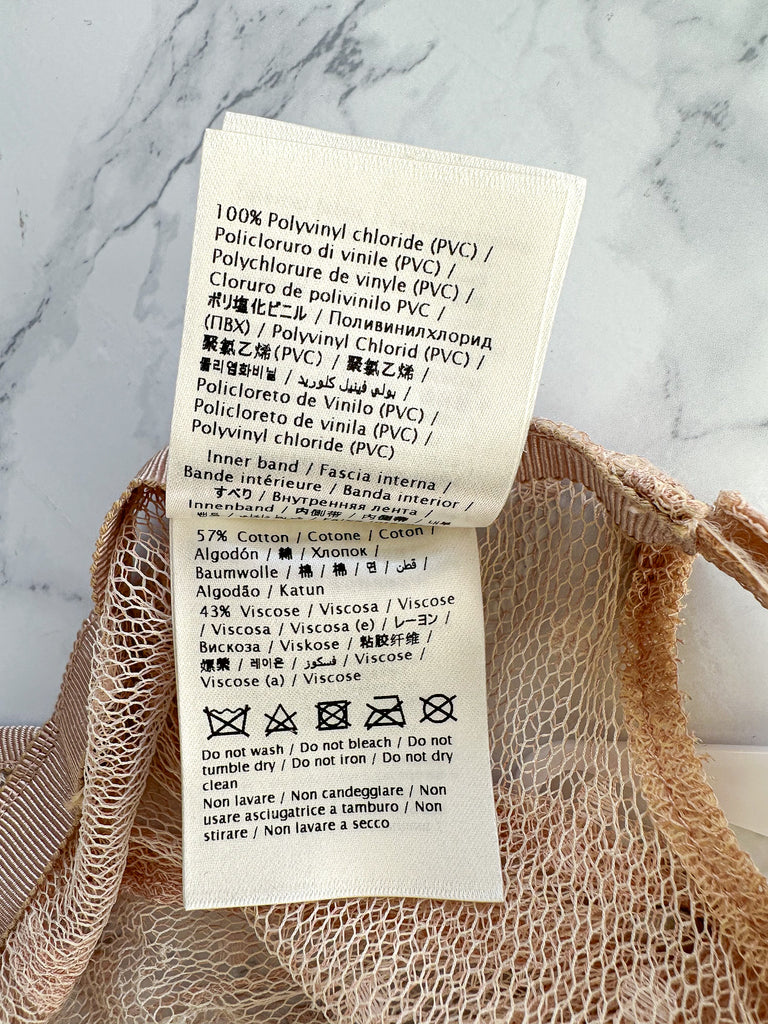 100% Polyvinyl chloride (PVC) /
Policloruro di vinile (PVC) /
Polychlorure de vinyle (PVC) /
Cloruro de polivinilo PVC /
ポリ塩化ビニル / Поливинилхлорид
(ПВХ) / Polyvinyl Chlorid (PVC) /
聚氯乙烯 (PVC) / 聚氯乙烯 /
폴리염화비닐 / بولي فينيل كلوريد /
Policloreto de Vinilo (PVC) /
Policloreto de vinila (PVC) /
Polyvinyl chloride (PVC)
Inner band / Fascia interna /
Bande intérieure / Banda interior /
すべり / Внутренняя лента /
Innenband / 内側带 / 内側帶 /
57% Cotton / Cotone / Coton /
Algodón / 綿 / Хлопок /
Baumwolle / 棉 / 棉 / 면 / قطن /
Algodão / Katun
43% Viscose / Viscosa / Viscose
/ Viscosa / Viscosa (e) / レーヨン /
Вискоза / Viskose / 粘胶纤维 /
嫘縈 / 레이온 / فسكوز / Viscose /
Viscose (a) / Viscose
Do not wash / Do not bleach / Do not
tumble dry / Do not iron / Do not dry
clean
Non lavare / Non candeggiare / Non
usare asciugatrice a tamburo / Non
stirare / Non lavare a secco